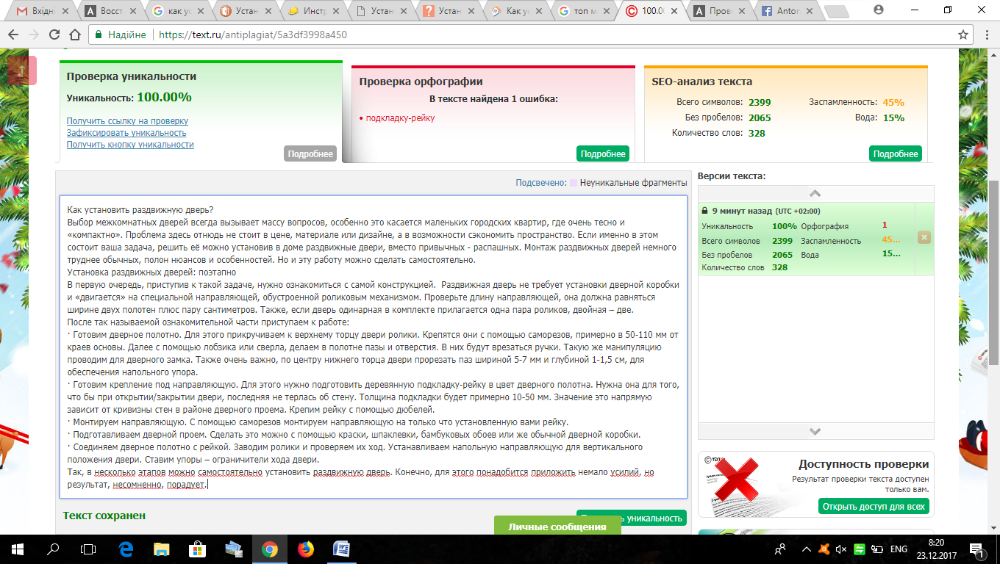 Вхідні
Восст
как ус
Устан
Инстр
Устан
Устан
Как ус
топ м
100.00
Прове
Anton
Надійне
https://text.ru/antiplagiat/5a3df3998a450
Проверка уникальности
Уникальность: 100.00%
Получить ссылку на проверку
Зафиксировать уникальность
Получить кнопку уникальности
Подробнее
Проверка орфографии
В тексте найдена 1 ошибка:
• подкладку-рейку
Подробнее
SEO-анализ текста
Всего символов: 2399 Заспамленность: 45%
Без пробелов: 2065 Вода: 15%
Количество слов: 328
Подробнее
Подсвечено: Неуникальные фрагменты
Как установить раздвижную дверь?
Выбор межкомнатных дверей всегда вызывает массу вопросов, особенно это касается маленьких городских квартир, где очень тесно и
«компактно». Проблема здесь отнюдь не стоит в цене, материале или дизайне, а в возможности сэкономить пространство. Если именно в этом
состоит ваша задача, решить её можно установив в доме раздвижные двери, вместо привычных - распашных. Монтаж раздвижных дверей немного
труднее обычных, полон нюансов и особенностей. Но и эту работу можно сделать самостоятельно.
Установка раздвижных дверей: поэтапно
В первую очередь, приступив к такой задаче, нужно ознакомиться с самой конструкцией. Раздвижная дверь не требует установки дверной коробки
и «двигается» на специальной направляющей, обустроенной роликовым механизмом. Проверьте длину направляющей, она должна равняться
ширине двух полотен плюс пару сантиметров. Также, если дверь одинарная в комплекте прилагается одна пара роликов, двойная – две.
После так называемой ознакомительной части приступаем к работе:
· Готовим дверное полотно. Для этого прикручиваем к верхнему торцу двери ролики. Крепятся они с помощью саморезов, примерно в 50-110 мм от
краев основы. Далее с помощью лобзика или сверла, делаем в полотне пазы и отверстия. В них будут врезаться ручки. Такую же манипуляцию
проводим для дверного замка. Также очень важно, по центру нижнего торца двери прорезать паз шириной 5-7 мм и глубиной 1-1,5 см, для
обеспечения напольного упора.
· Готовим крепление под направляющую. Для этого нужно подготовить деревянную подкладку-рейку в цвет дверного полотна. Нужна она для того,
что бы при открытии/закрытии двери, последняя не терлась об стену. Толщина подкладки будет примерно 10-50 мм. Значение это напрямую
зависит от кривизны стен в районе дверного проема. Крепим рейку с помощью дюбелей.
· Монтируем направляющую. С помощью саморезов монтируем направляющую на только что установленную вами рейку.
· Подготавливаем дверной проем. Сделать это можно с помощью краски, шпаклевки, бамбуковых обоев или же обычной дверной коробки.
· Соединяем дверное полотно с рейкой. Заводим ролики и проверяем их ход. Устанавливаем напольную направляющую для вертикального
положения двери. Ставим упоры – ограничители хода двери.
Так, в несколько этапов можно самостоятельно установить раздвижную дверь. Конечно, для этого понадобится приложить немало усилий, но
результат, несомненно, порадует.
Версии текста:
9 минут назад (UTC +02:00)
Уникальность 100% Орфография 1
Всего символов 2399 Заспамленность 45...
Без пробелов 2065 Вода 15...
Количество слов 328
Доступность проверки
Результат проверки текста доступен
только вам.
Открыть доступ для всех
Текст сохранен
уникальность
Личные сообщения
ENG
8:20
23.12.2017
1